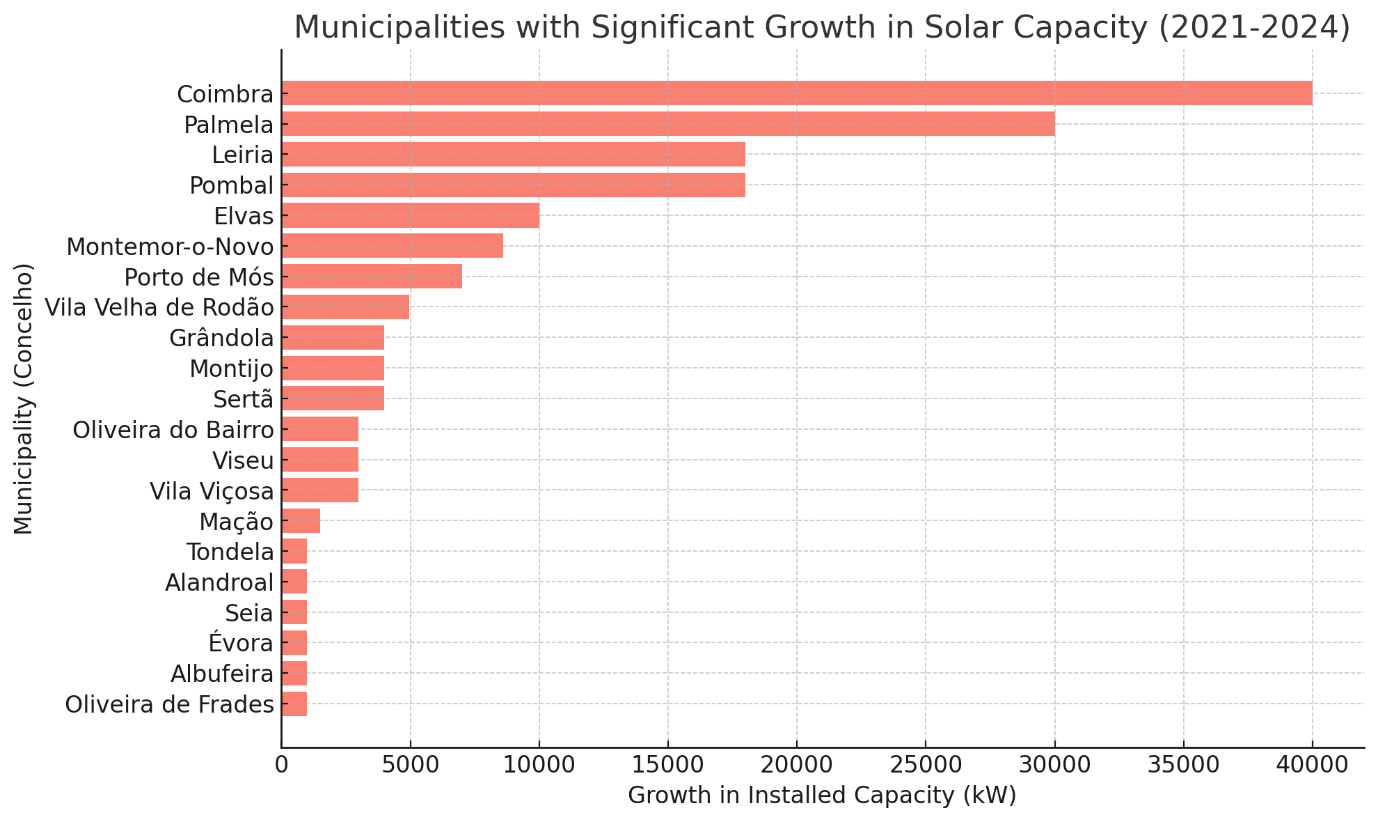 Municipalities with Significant Growth in Solar Capacity (2021-2024)
Municipality (Concelho)
Coimbra
Palmela
Leiria
Pombal
Elvas
Montemor-o-Novo
Porto de Mós
Vila Velha de Rodão
Grândola
Montijo
Sertã
Oliveira do Bairro
Viseu
Vila Viçosa
Mação
Tondela
Alandroal
Seia
Évora
Albufeira
Oliveira de Frades
0 5000 10000 15000 20000 25000 30000 35000 40000
Growth in Installed Capacity (kW)